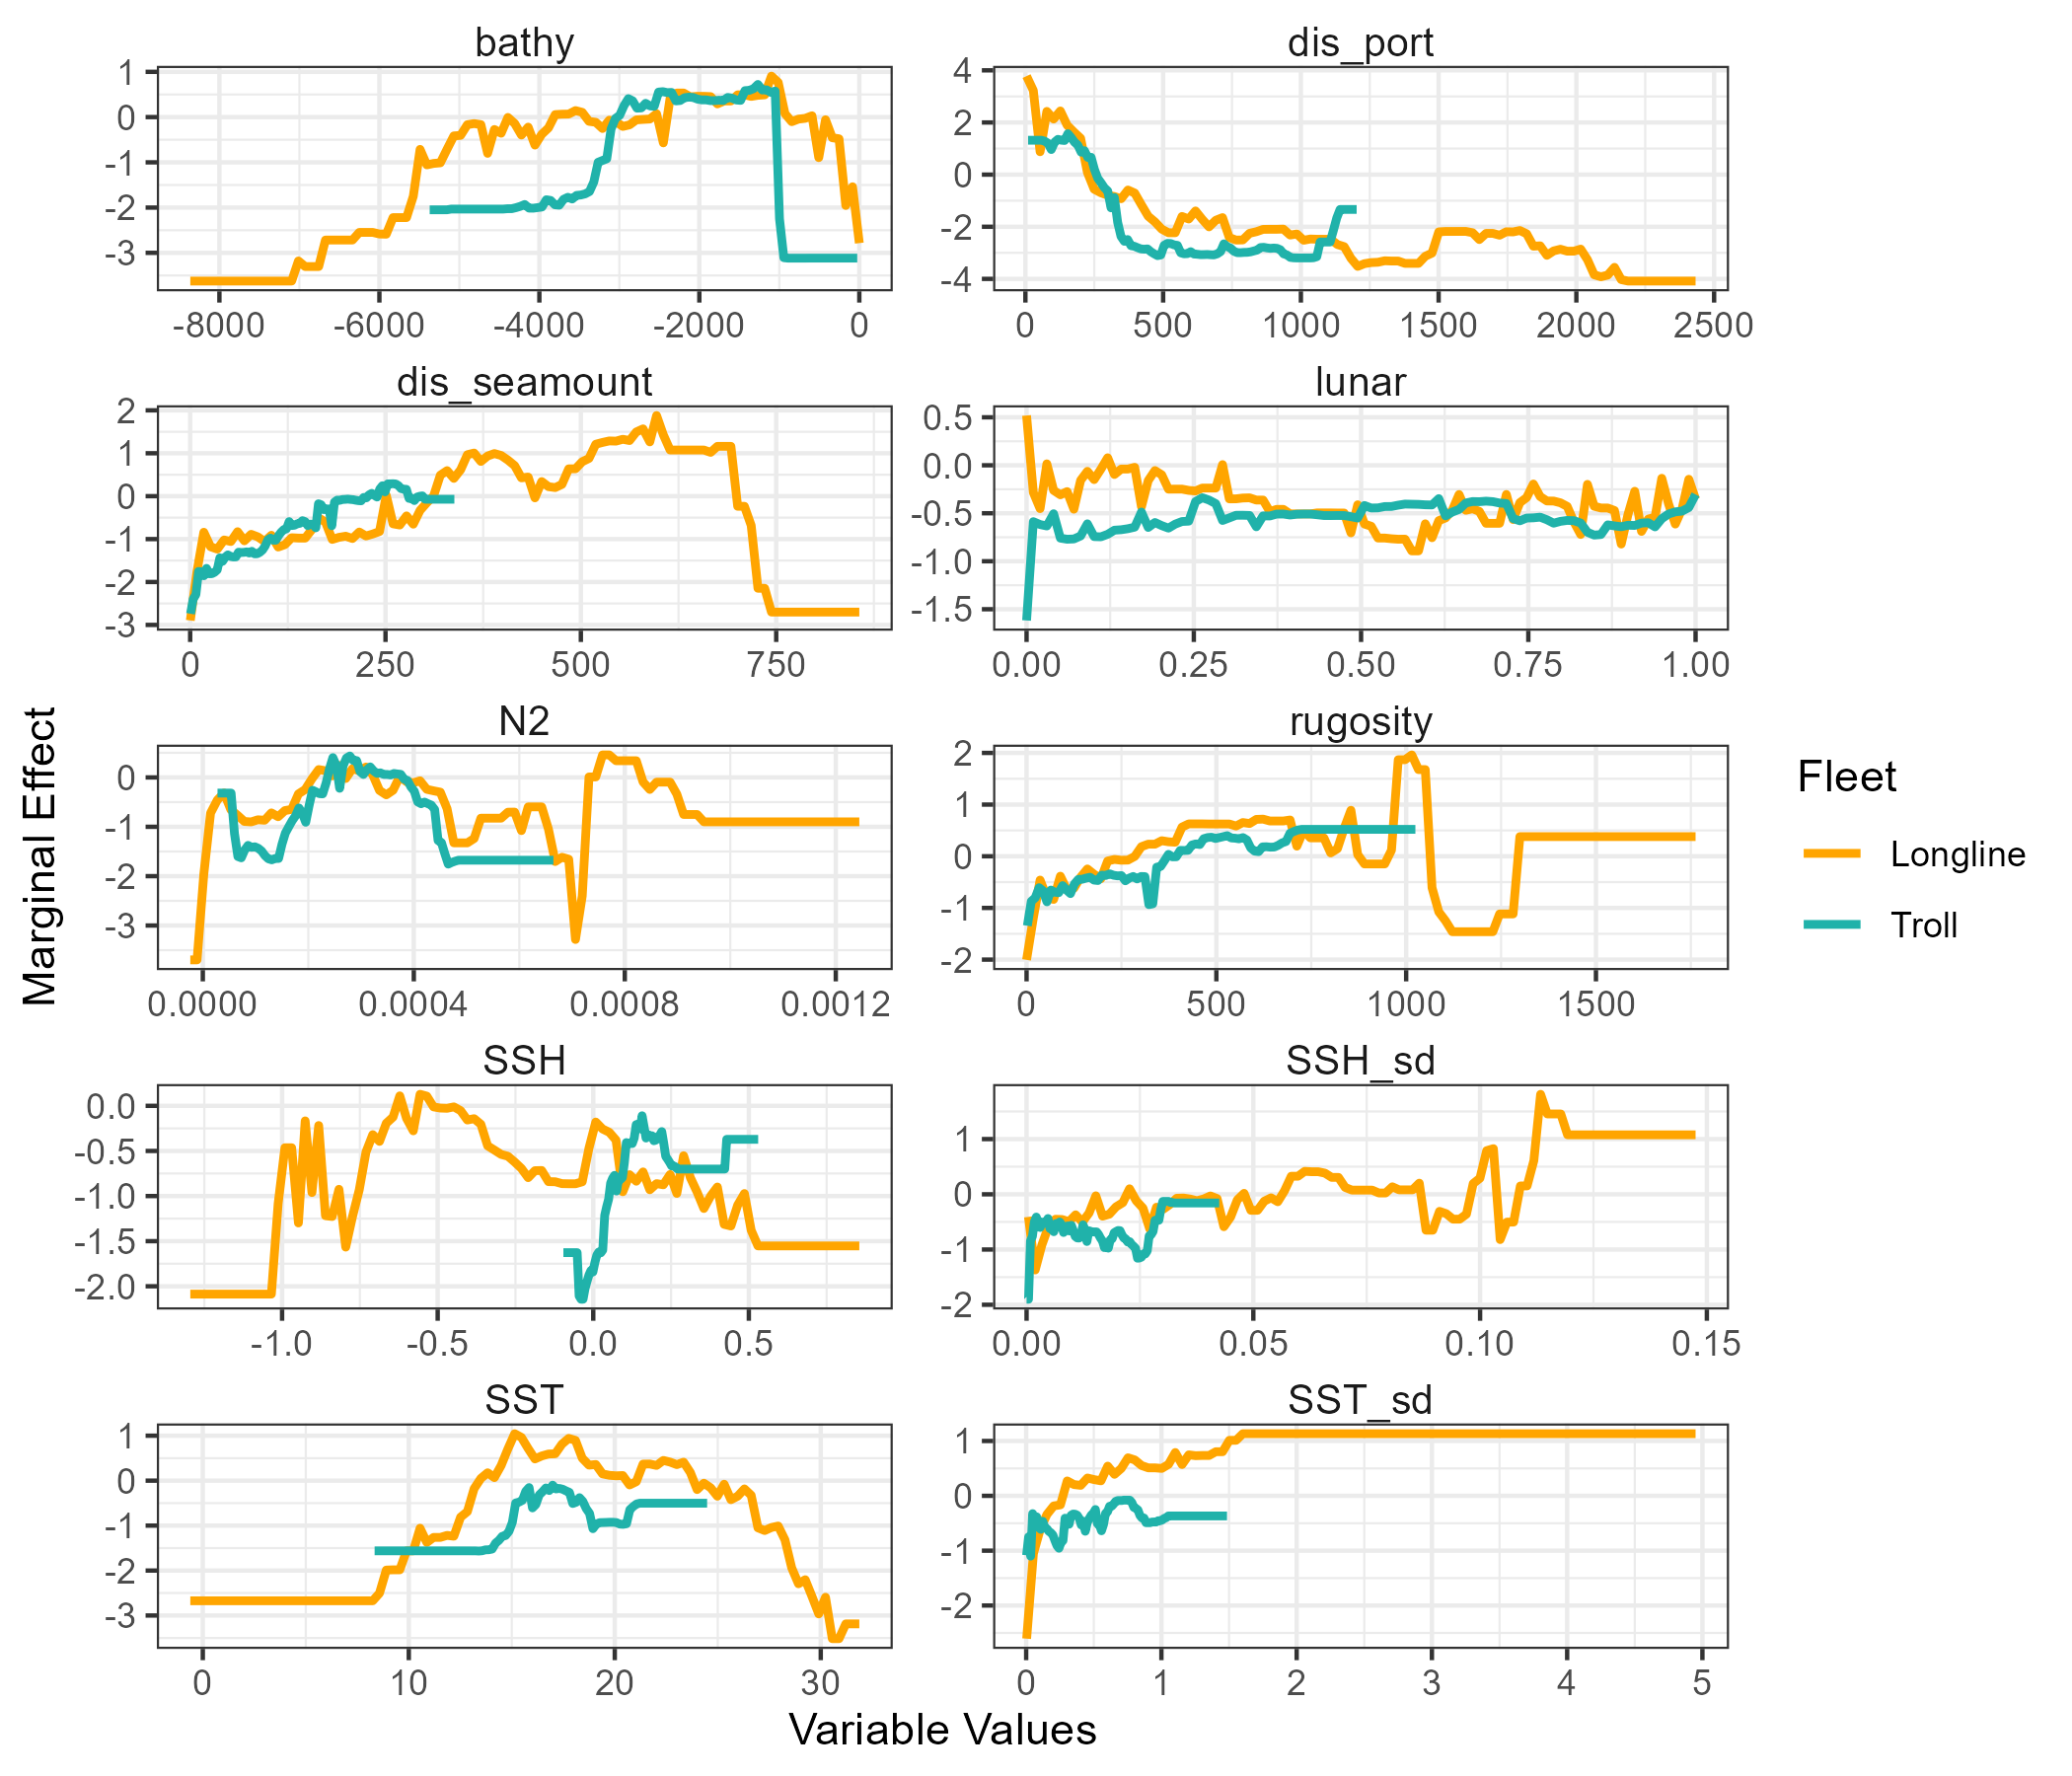 bathy
dis_port
1
0
-1
-2
-3
4
2
0
-2
-4
-8000 -6000 -4000 -2000 0
0 500 1000 1500 2000 2500
dis_seamount
lunar
2
1
0
-1
-2
-3
0.5
0.0
-0.5
-1.0
-1.5
0 250 500 750
0.00 0.25 0.50 0.75 1.00
N2
rugosity
0
-1
-2
-3
2
1
0
-1
-2
0.0000 0.0004 0.0008 0.0012
0 500 1000 1500
SSH
SSH_sd
0.0
-0.5
-1.0
-1.5
-2.0
1
0
-1
-2
-1.0 -0.5 0.0 0.5
0.00 0.05 0.10 0.15
SST
SST_sd
1
0
-1
-2
-3
1
0
-1
-2
0 10 20 30
0 1 2 3 4 5
Marginal Effect
Variable Values
Fleet
Longline
Troll